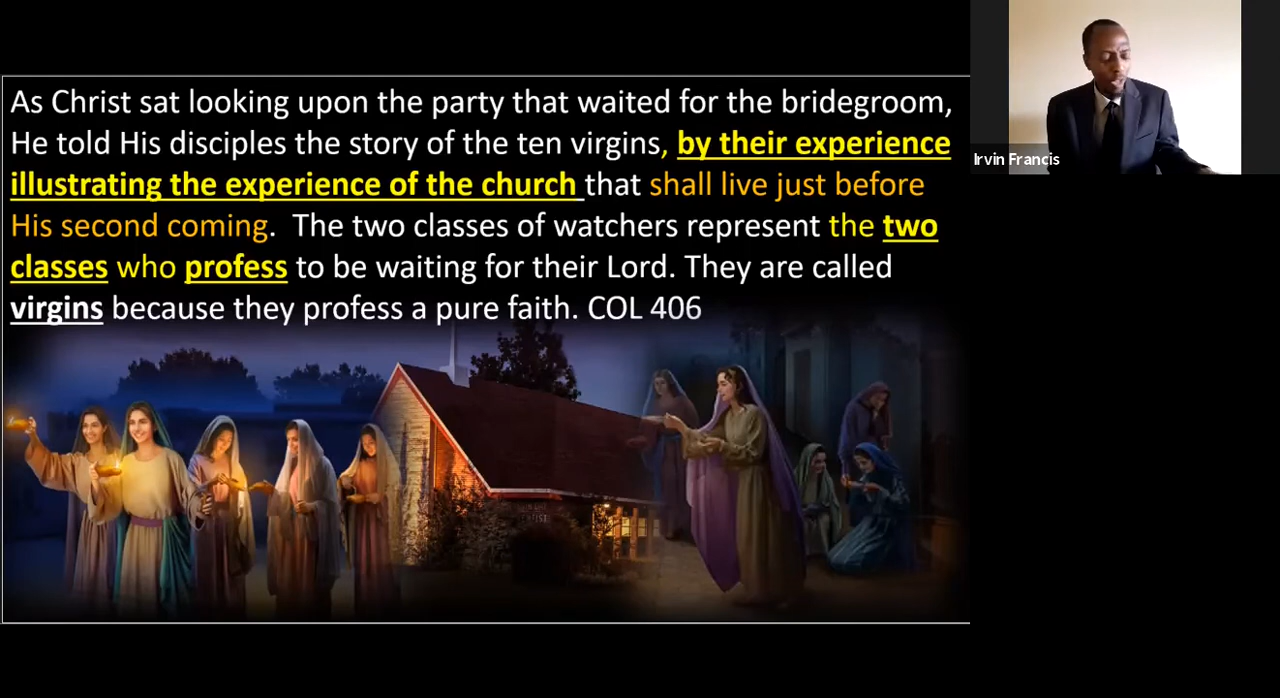 As Christ sat looking upon the party that waited for the bridegroom,
He told His disciples the story of the ten virgins, by their experience
illustrating the experience of the church that shall live just before
His second coming. The two classes of watchers represent the two
classes who profess to be waiting for their Lord. They are called
virgins because they profess a pure faith. COL 406
Irvin Francis